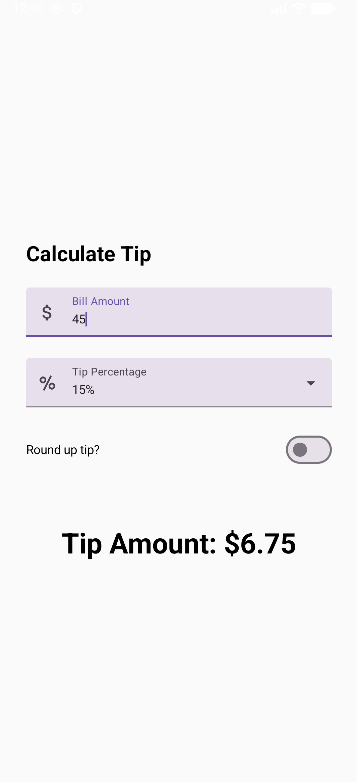 Calculate Tip
$
Bill Amount
45
%
Tip Percentage
15%
Round up tip?
Tip Amount: $6.75